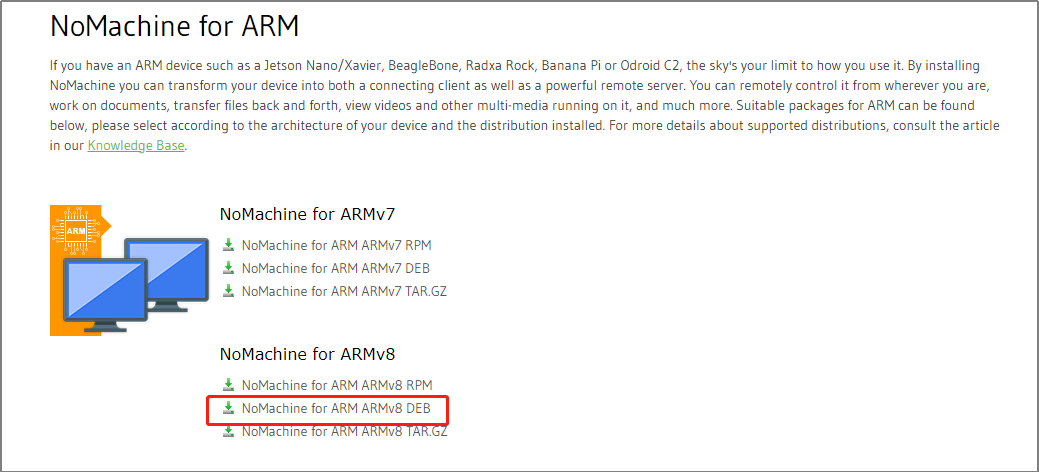 NoMachine for ARM
If you have an ARM device such as a Jetson Nano/Xavier, BeagleBone, Radxa Rock, Banana Pi or Odroid C2, the sky's your limit to how you use it. By installing
NoMachine you can transform your device into both a connecting client as well as a powerful remote server. You can remotely control it from wherever you are,
work on documents, transfer files back and forth, view videos and other multi-media running on it, and much more. Suitable packages for ARM can be found
below, please select according to the architecture of your device and the distribution installed. For more details about supported distributions, consult the article
in our Knowledge Base.
ARM
NoMachine for ARMv7
NoMachine for ARM ARMv7 RPM
NoMachine for ARM ARMv7 DEB
NoMachine for ARM ARMv7 TAR.GZ
NoMachine for ARMv8
NoMachine for ARM ARMv8 RPM
NoMachine for ARM ARMv8 DEB
NoMachine for ARM ARMv8 TAR.GZ